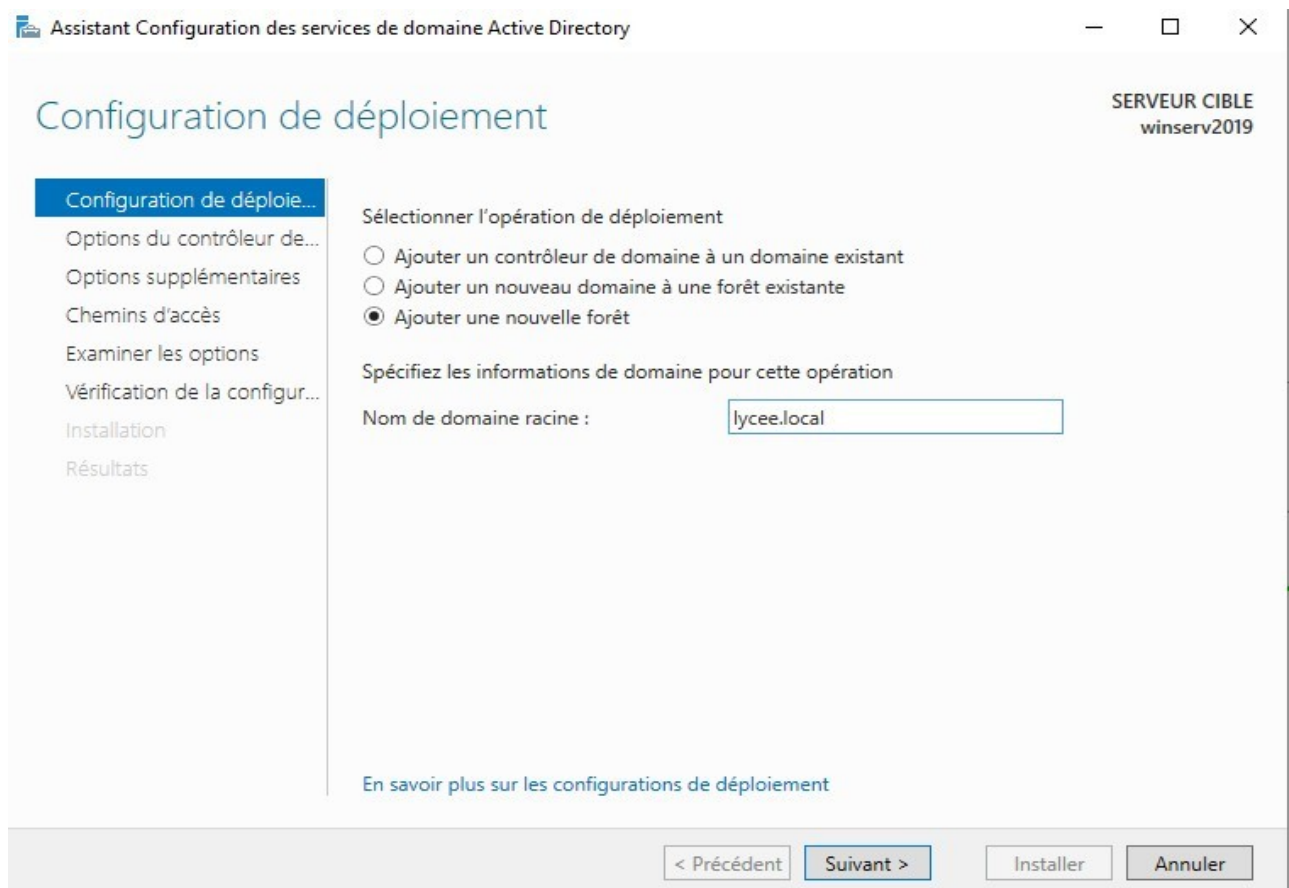 Assistant Configuration des services de domaine Active Directory
Configuration de déploiement
SERVEUR CIBLE
winserv2019
Configuration de déploie...
Options du contrôleur de...
Options supplémentaires
Chemins d'accès
Examiner les options
Vérification de la configur...
Installation
Résultats
Sélectionner l'opération de déploiement
Ajouter un contrôleur de domaine à un domaine existant
Ajouter un nouveau domaine à une forêt existante
Ajouter une nouvelle forêt
Spécifiez les informations de domaine pour cette opération
Nom de domaine racine : lycee.local
En savoir plus sur les configurations de déploiement
< Précédent Suivant > Installer Annuler